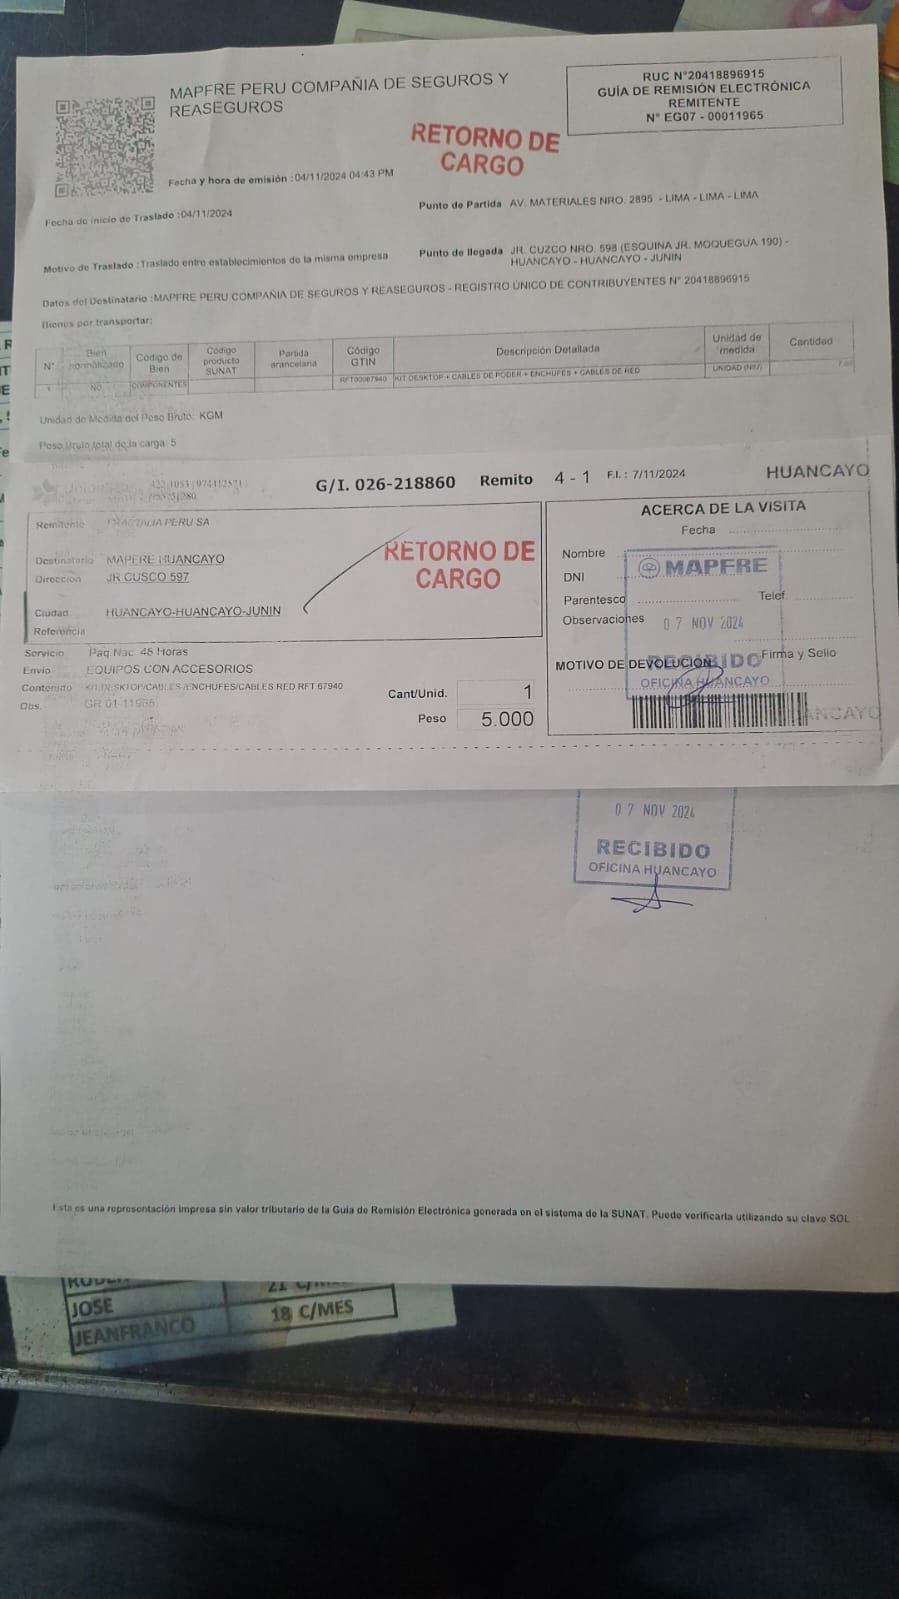 MAPFRE PERU COMPAÑIA DE SEGUROS Y
REASEGUROS
RUC N°20418896915
GUÍA DE REMISIÓN ELECTRÓNICA
REMITENTE
N° EG07 - 00011965
RETORNO DE
CARGO
Fecha y hora de emisión :04/11/2024 04:43 PM
Fecha de inicio de Traslado :04/11/2024
Punto de Partida AV. MATERIALES NRO. 2895 - LIMA - LIMA - LIMA
Motivo de Traslado :Traslado entre establecimientos de la misma empresa
Punto de llegada JR. CUZCO NRO. 598 (ESQUINA JR. MOQUEGUA 190) -
HUANCAYO - HUANCAYO - JUNIN
Datos del Destinatario :MAPFRE PERU COMPAÑIA DE SEGUROS Y REASEGUROS - REGISTRO ÚNICO DE CONTRIBUYENTES N° 20418896915
Bienes por transportar:
N° Bien normalizado Código de Bien Código producto SUNAT Partida arancelaria Código GTIN Descripción Detallada Unidad de medida Cantidad
1 NO COMPONENTES RFT00067940 KIT DESKTOP + CABLES DE PODER + ENCHUFES + CABLES DE RED UNIDAD
Unidad de Medida del Peso Bruto: KGM
Peso Bruto total de la carga: 5
G/I. 026-218860 Remito 4 - 1 F.I. : 7/11/2024 HUANCAYO
Remitente PERU SA
Destinatario MAPFRE HUANCAYO
Direccion JR CUSCO 597
Ciudad HUANCAYO-HUANCAYO-JUNIN
Referencia
RETORNO DE
CARGO
Servicio Paq Nac. 48 Horas
Envio EQUIPOS CON ACCESORIOS
Contenido KIT DESKTOP/CABLES /ENCHUFES/CABLES RED RFT 67940
Obs. GR 01-11965
Cant/Unid. 1
Peso 5.000
ACERCA DE LA VISITA
Fecha
Nombre
DNI
Parentesco Telef
Observaciones
MOTIVO DE DEVOLUCION Firma y Sello
MAPFRE
07 NOV 2024
RECIBIDO
OFICINA HUANCAYO
HUANCAYO
07 NOV 2024
RECIBIDO
OFICINA HUANCAYO
Esta es una representación impresa sin valor tributario de la Guía de Remisión Electrónica generada en el sistema de la SUNAT. Puede verificarla utilizando su clave SOL
JOSE 18 C/MES
JEANFRANCO